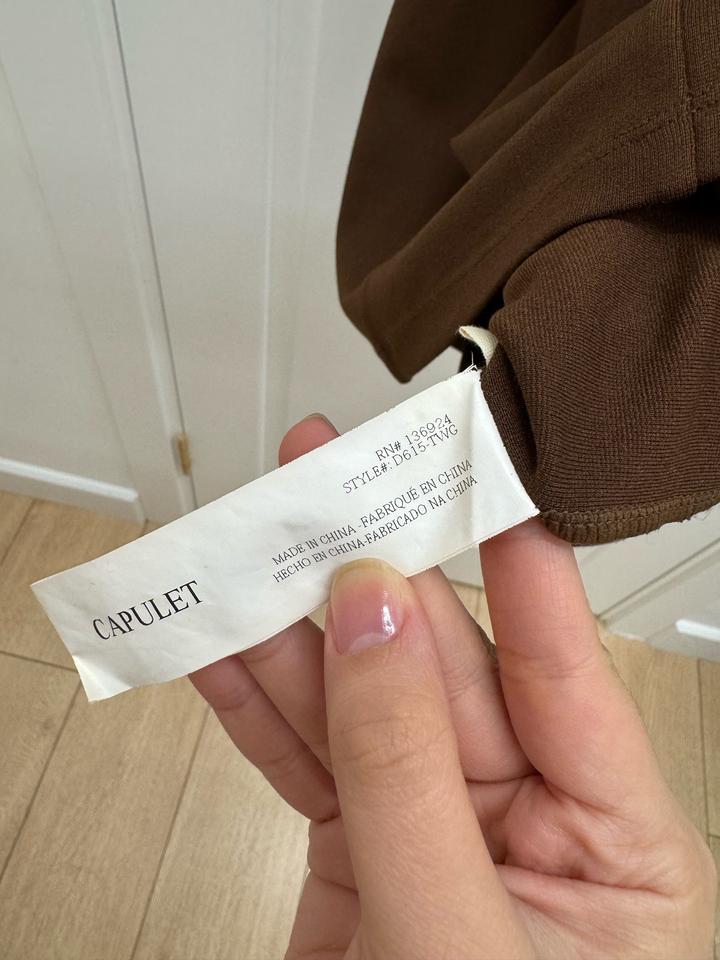 RN# 136924
STYLE#: D615-TWG
MADE IN CHINA -FABRIQUÉ EN CHINA
HECHO EN CHINA-FABRICADO NA CHINA
CAPULET